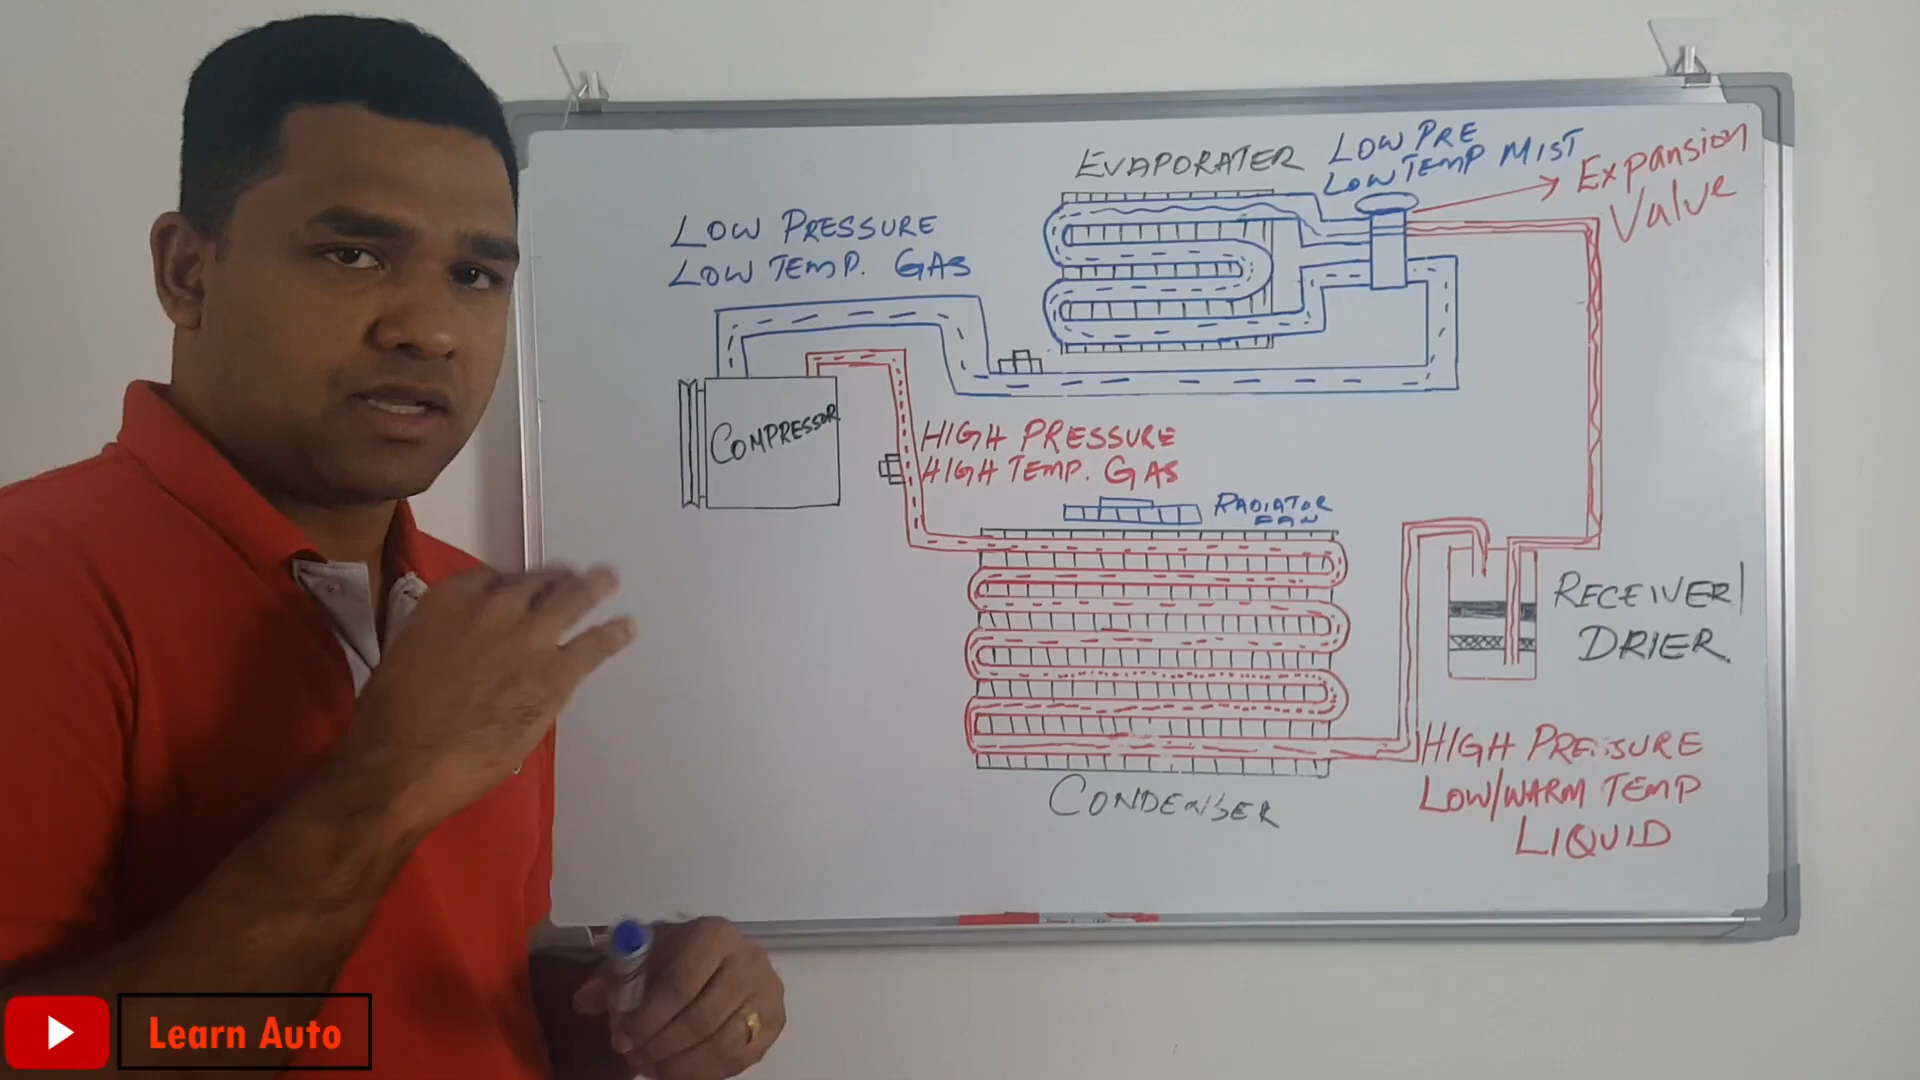 EVAPORATER
LOW PRE
LOW TEMP MIST
Expansion
Valve
LOW PRESSURE
LOW TEMP. GAS
COMPRESSOR
HIGH PRESSURE
HIGH TEMP. GAS
RADIATOR
FAN
RECEIVER/
DRIER
HIGH PRESSURE
LOW/WARM TEMP
LIQUID
CONDENSER
Learn Auto